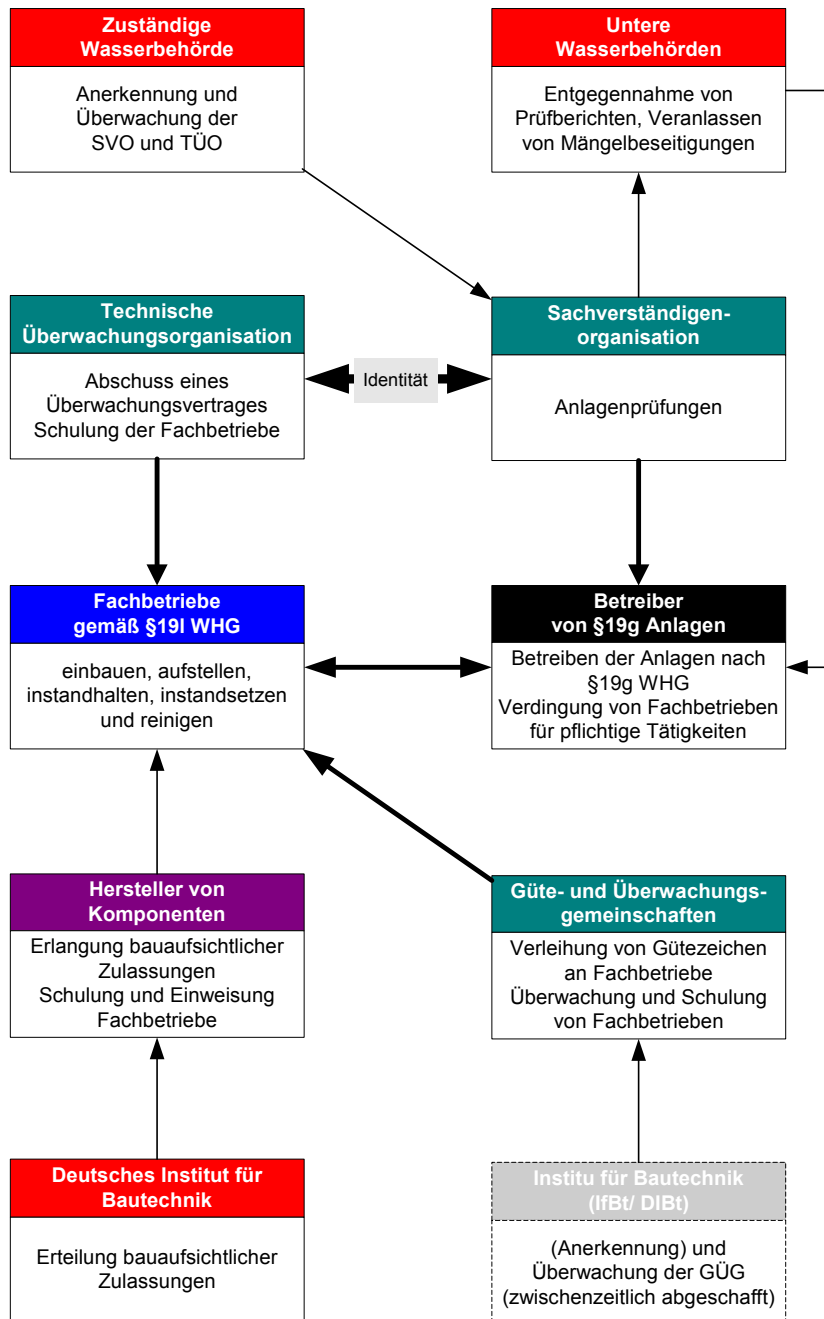 Zuständige
Wasserbehörde
Anerkennung und
Überwachung der
SVO und TÜO
Untere
Wasserbehörden
Entgegennahme von
Prüfberichten, Veranlassen
von Mängelbeseitigungen
Technische
Überwachungsorganisation
Abschuss eines
Überwachungsvertrages
Schulung der Fachbetriebe
Identität
Sachverständigen-
organisation
Anlagenprüfungen
Fachbetriebe
gemäß §19l WHG
einbauen, aufstellen,
instandhalten, instandsetzen
und reinigen
Betreiber
von §19g Anlagen
Betreiben der Anlagen nach
§19g WHG
Verdingung von Fachbetrieben
für pflichtige Tätigkeiten
Hersteller von
Komponenten
Erlangung bauaufsichtlicher
Zulassungen
Schulung und Einweisung
Fachbetriebe
Güte- und Überwachungs-
gemeinschaften
Verleihung von Gütezeichen
an Fachbetriebe
Überwachung und Schulung
von Fachbetrieben
Deutsches Institut für
Bautechnik
Erteilung bauaufsichtlicher
Zulassungen
Institu für Bautechnik
(IfBt/ DIBt)
(Anerkennung) und
Überwachung der GÜG
(zwischenzeitlich abgeschafft)